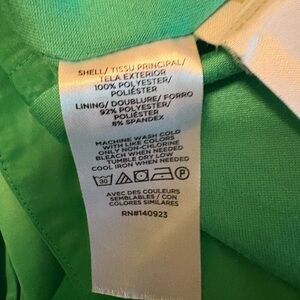 SHELL/ TISSU PRINCIPAL/
TELA EXTERIOR
100% POLYESTER/
POLIÉSTER
LINING/ DOUBLURE/ FORRO
92% POLYESTER/
POLIÉSTER
8% SPANDEX
MACHINE WASH COLD
WITH LIKE COLORS
ONLY NON-CHLORINE
BLEACH WHEN NEEDED
TUMBLE DRY LOW
COOL IRON WHEN NEEDED
30 P
AVEC DES COULEURS
SEMBLABLES / CON
COLORES SIMILARES
RN#140923